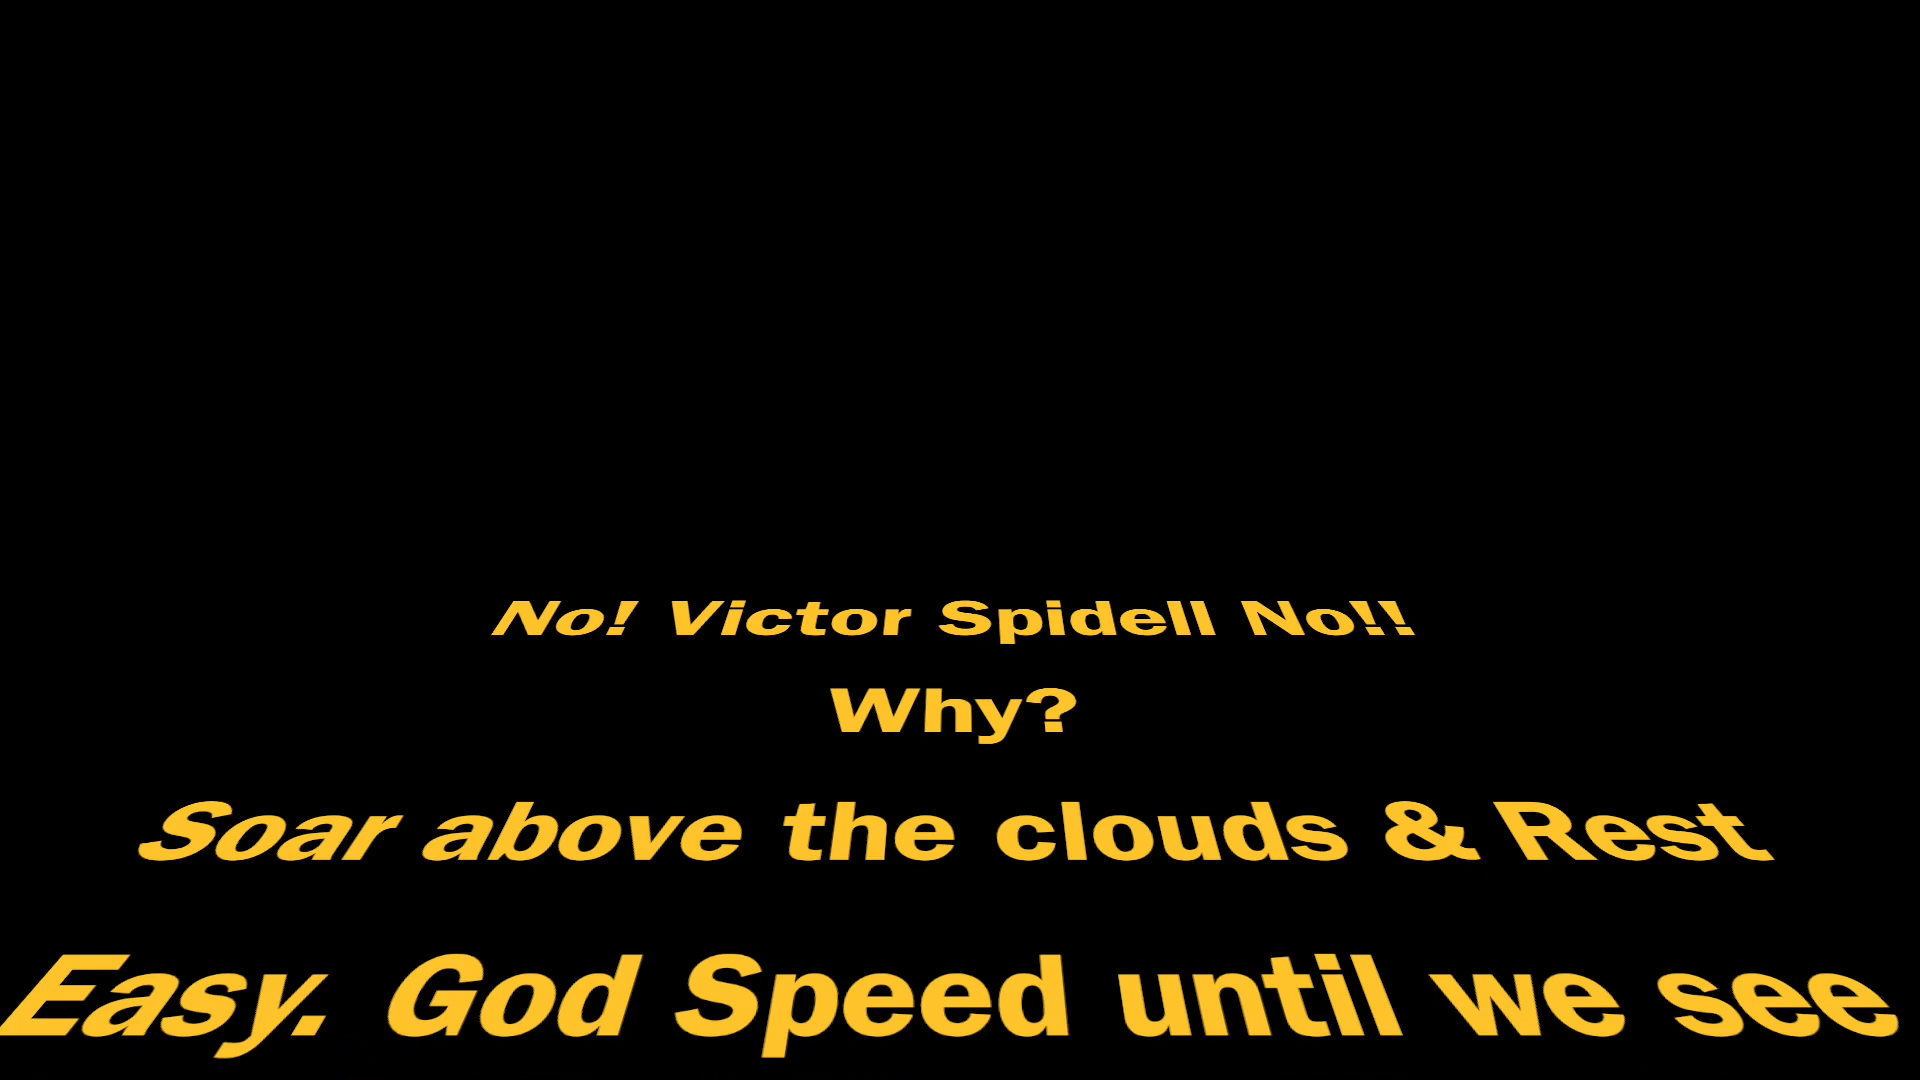 No! Victor Spidell No!!
Why?
Soar above the clouds & Rest
Easy. God Speed until we see